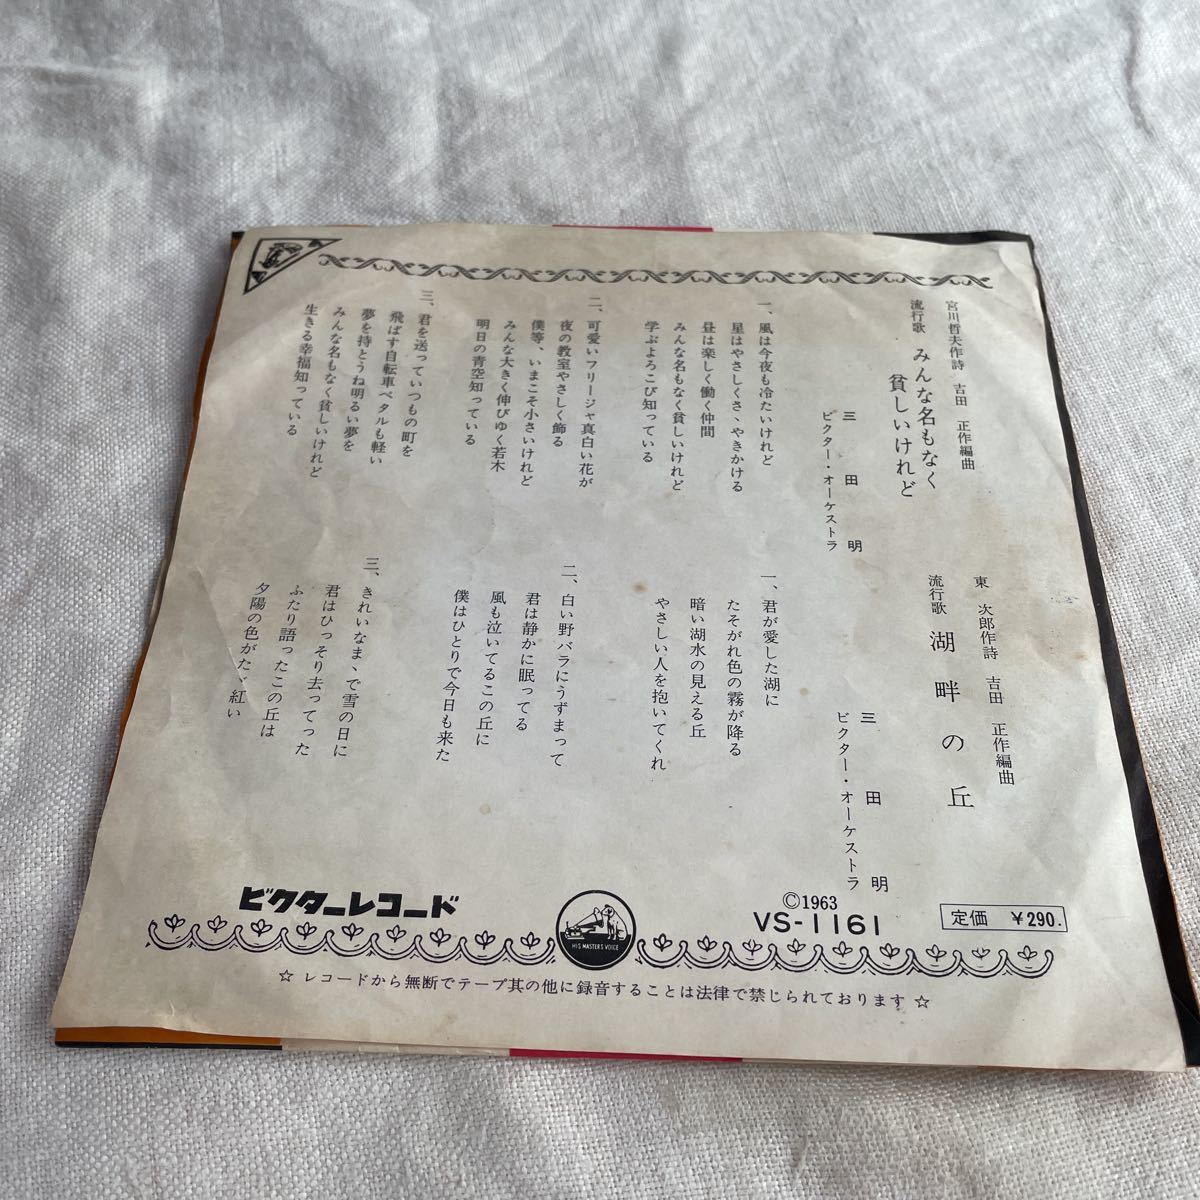 宮川哲夫作詩 吉田 正作編曲
流行歌 みんな名もなく
貧しいけれど
三田 明
ビクター・オーケストラ
一、風は今夜も冷たいけれど
星はやさしくさゝやきかける
昼は楽しく働く仲間
みんな名もなく貧しいけれど
学ぶよろこび知っている
二、可愛いフリージャ真白い花が
夜の教室やさしく飾る
僕等、いまこそ小さいけれど
みんな大きく伸びゆく若木
明日の青空知っている
三、君を送っていつもの町を
飛ばす自転車ペタルも軽い
夢を持とうね明るい夢を
みんな名もなく貧しいけれど
生きる幸福知っている
東 次郎作詩 吉田 正作編曲
流行歌 湖畔の丘
三田 明
ビクター・オーケストラ
一、君が愛した湖に
たそがれ色の霧が降る
暗い湖水の見える丘
やさしい人を抱いてくれ
二、白い野バラにうずまって
君は静かに眠ってる
風も泣いてるこの丘に
僕はひとりで今日も来た
三、きれいなまゝで雪の日に
君はひっそり去ってった
ふたり語ったこの丘は
夕陽の色がたゞ紅い
ビクターレコード
HIS MASTER'S VOICE
©1963
VS-1161
定価 ¥290.
☆ レコードから無断でテープ其の他に録音することは法律で禁じられております ☆